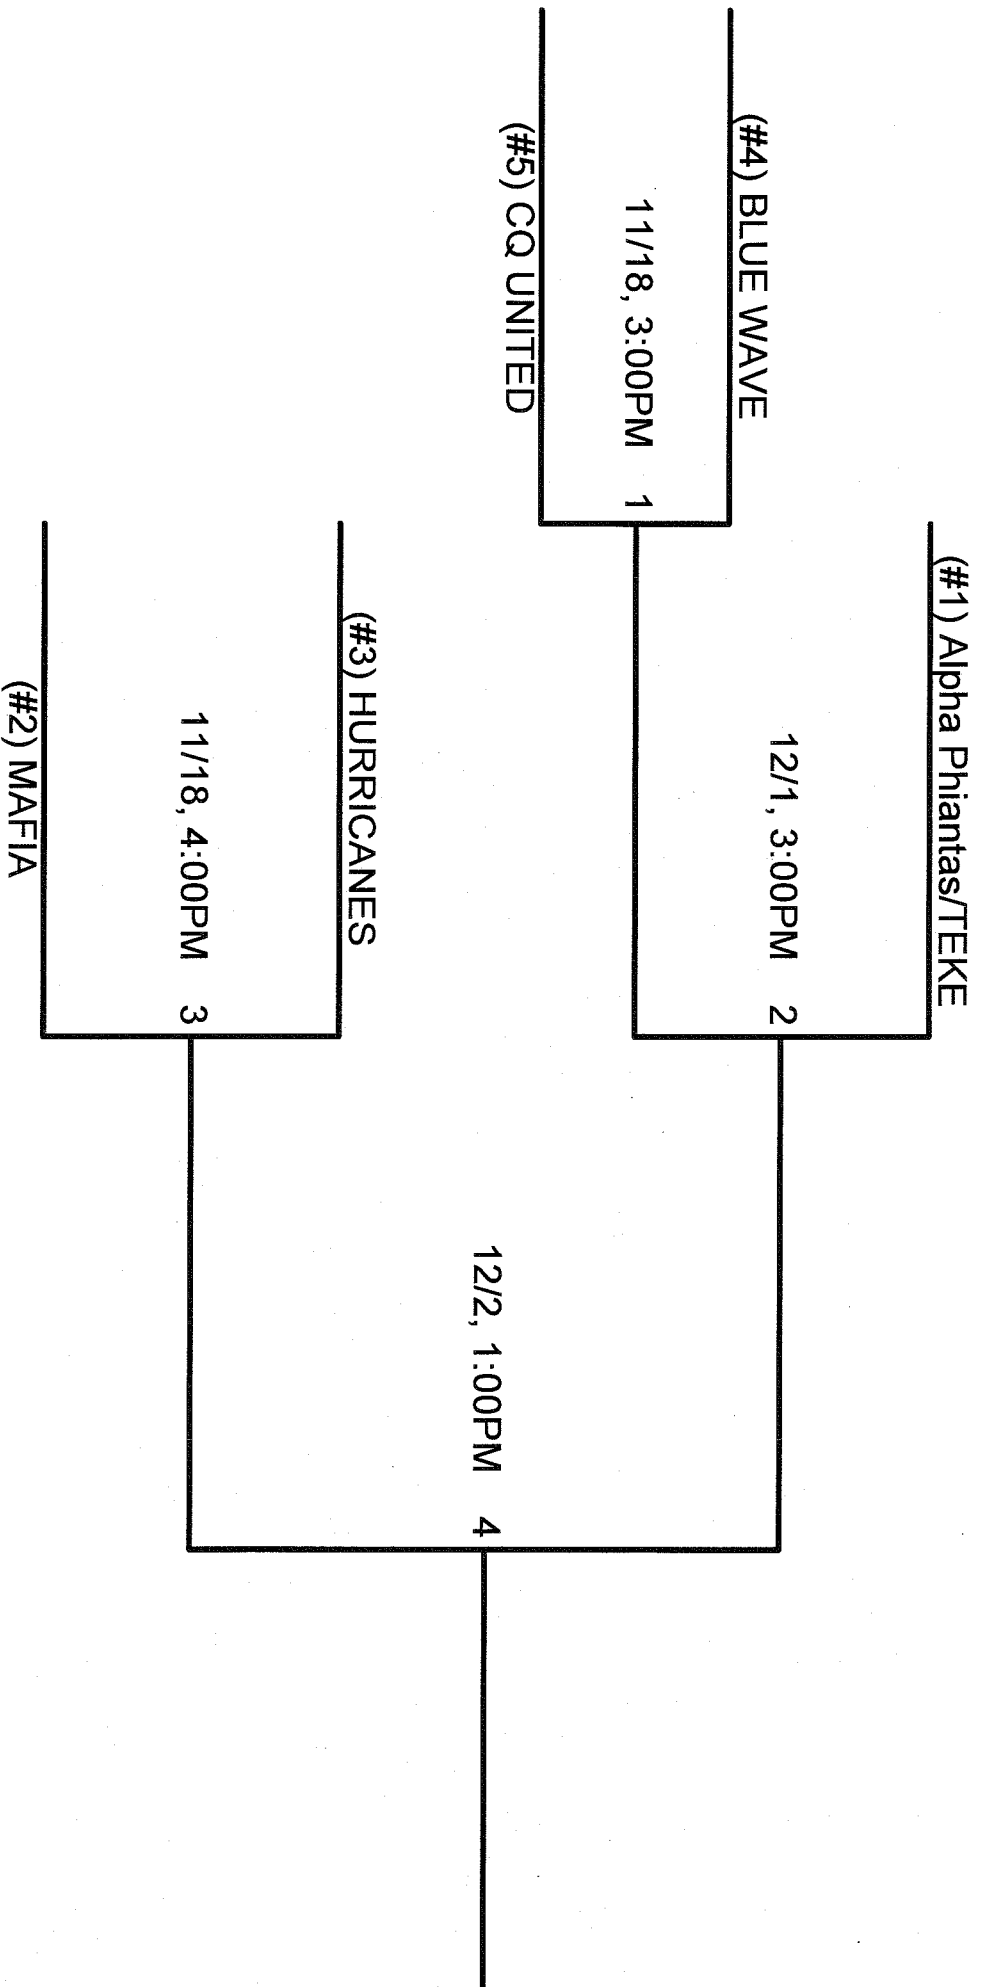 (#1) Alpha Phiantas/TEKE
12/1, 3:00PM 2
(#4) BLUE WAVE
11/18, 3:00PM 1
(#5) CQ UNITED
12/2, 1:00PM 4
(#3) HURRICANES
11/18, 4:00PM 3
(#2) MAFIA